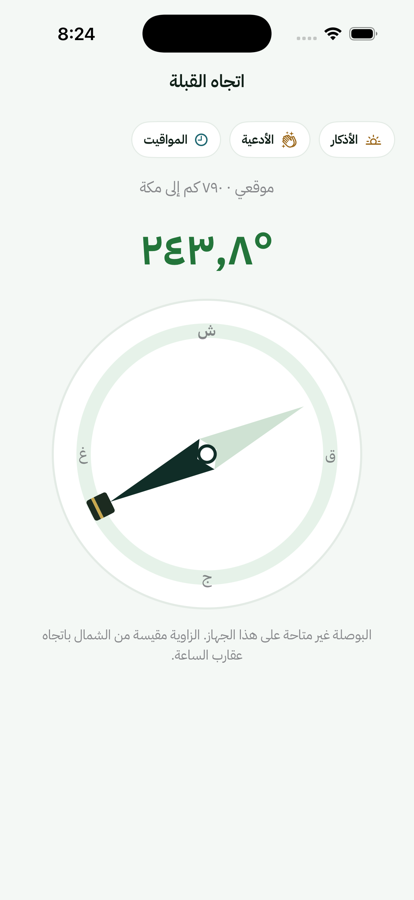 8:24
اتجاه القبلة
الأذكار
الأدعية
المواقيت
موقعي · ٧٩٠ كم إلى مكة
٢٤٣,٨°
ش
غ
ق
ج
البوصلة غير متاحة على هذا الجهاز. الزاوية مقيسة من الشمال باتجاه
عقارب الساعة.